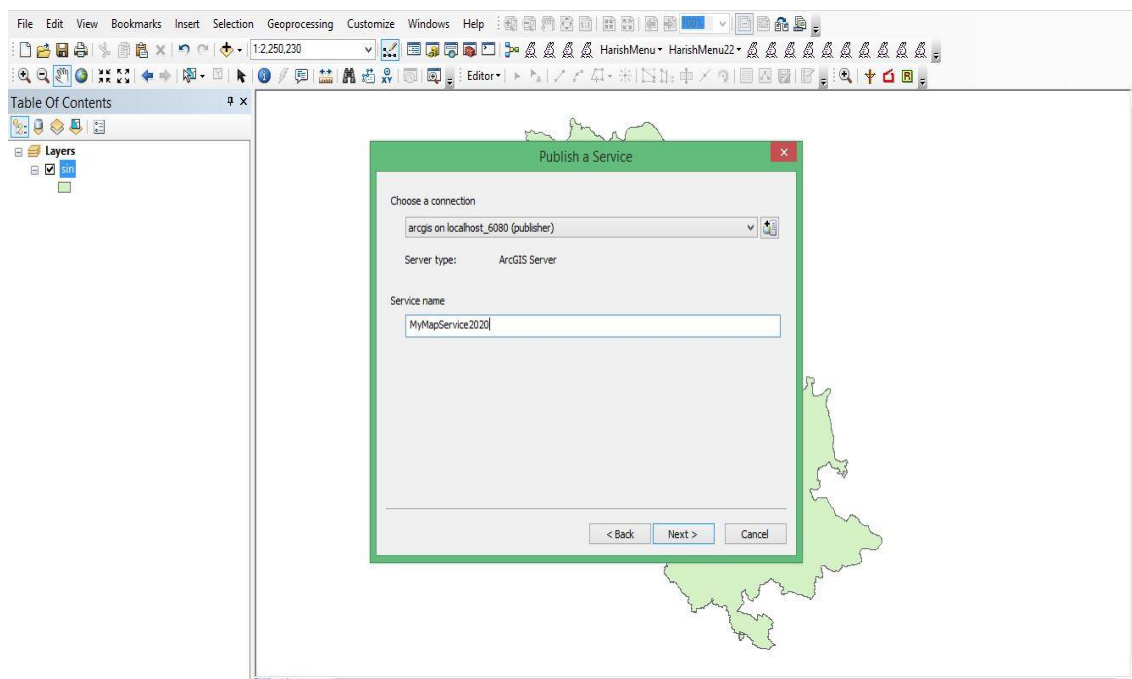 File Edit View Bookmarks Insert Selection Geoprocessing Customize Windows Help 100%
1:2,250,230 HarishMenu HarishMenu22
Editor
Table Of Contents
Layers
sin
Publish a Service
Choose a connection
arcgis on localhost_6080 (publisher)
Server type: ArcGIS Server
Service name
MyMapService2020
< Back Next > Cancel